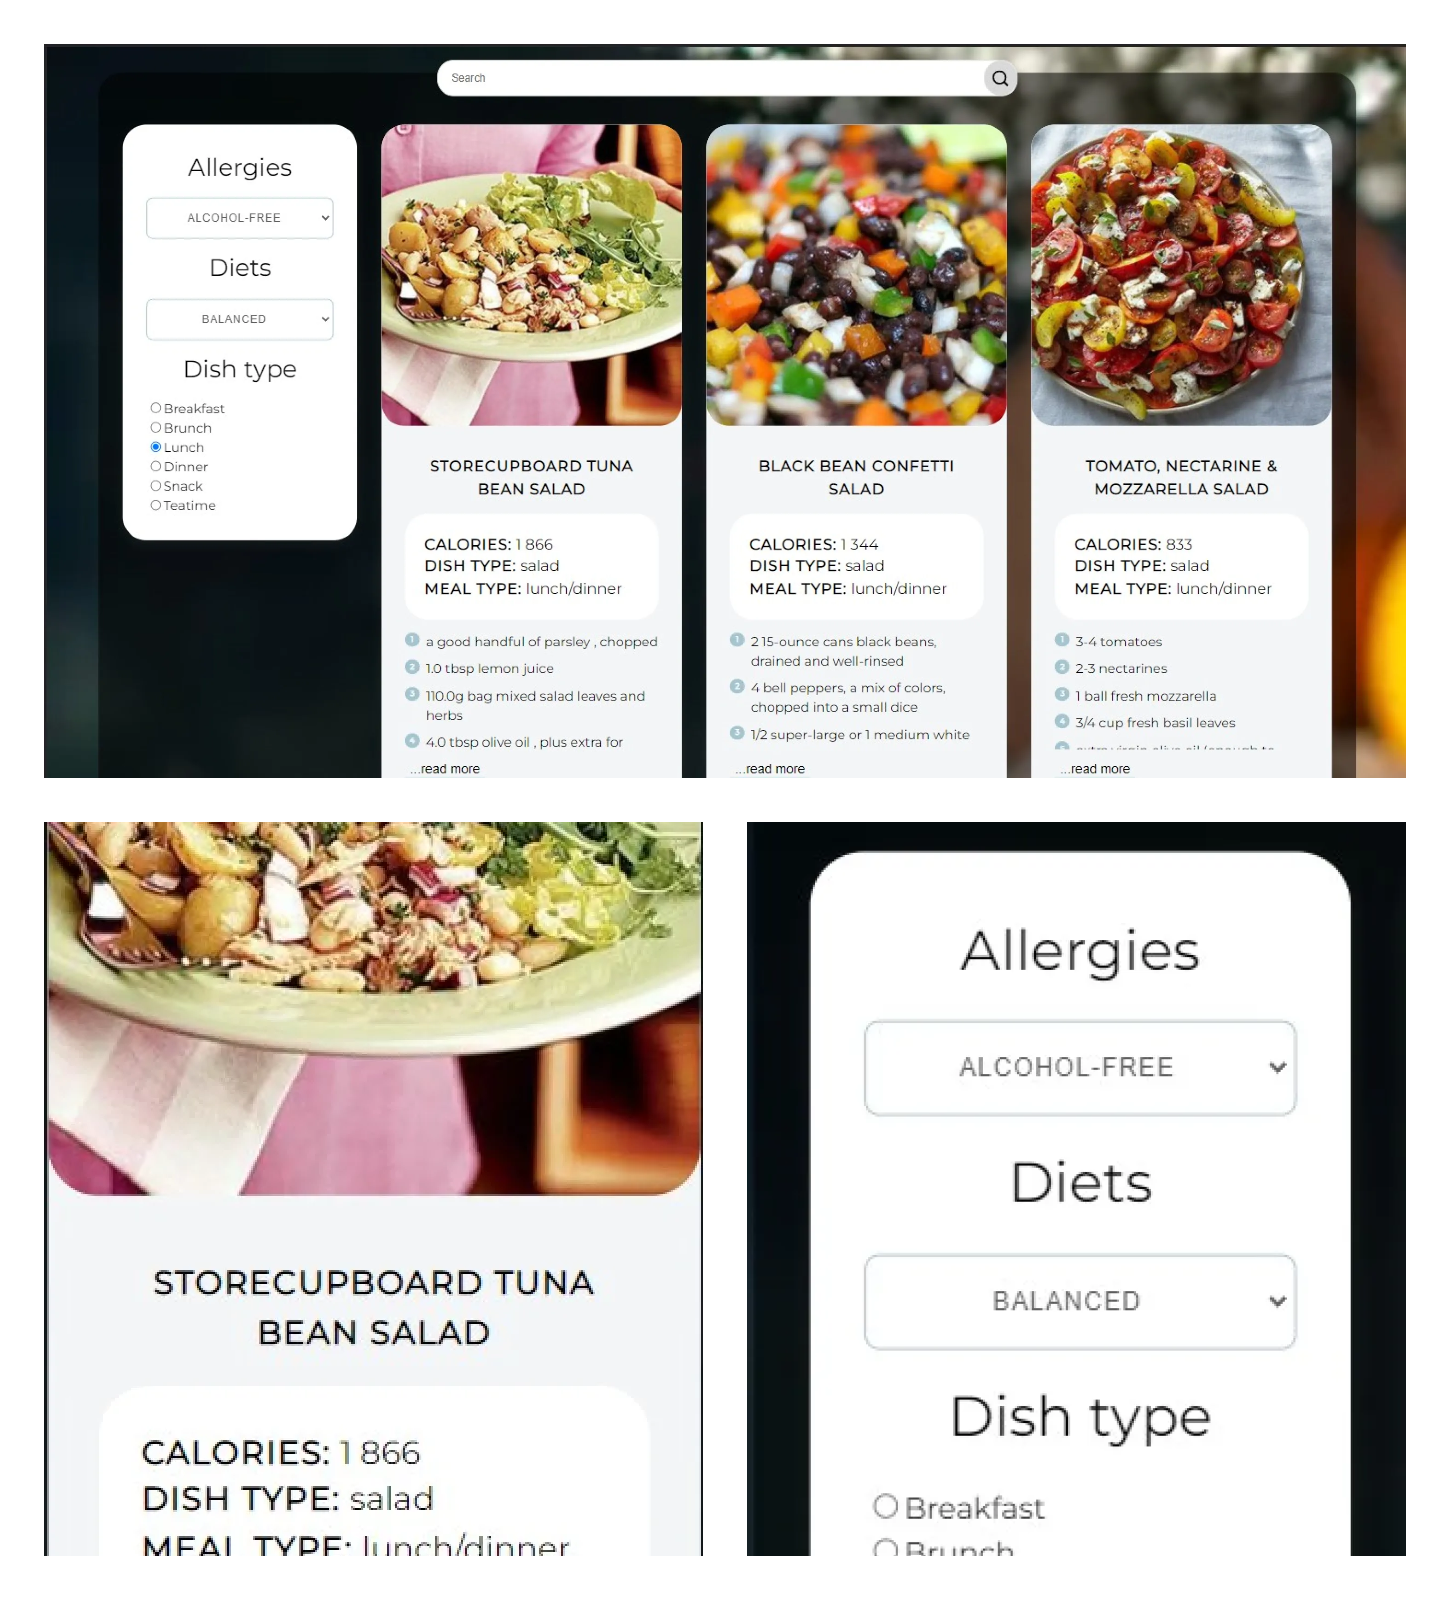 Search
Allergies
ALCOHOL-FREE
Diets
BALANCED
Dish type
Breakfast
Brunch
Lunch
Dinner
Snack
Teatime
STORECUPBOARD TUNA
BEAN SALAD
CALORIES: 1 866
DISH TYPE: salad
MEAL TYPE: lunch/dinner
1 a good handful of parsley , chopped
2 1.0 tbsp lemon juice
3 110.0g bag mixed salad leaves and
herbs
4 4.0 tbsp olive oil , plus extra for
...read more
BLACK BEAN CONFETTI
SALAD
CALORIES: 1 344
DISH TYPE: salad
MEAL TYPE: lunch/dinner
1 2 15-ounce cans black beans,
drained and well-rinsed
2 4 bell peppers, a mix of colors,
chopped into a small dice
3 1/2 super-large or 1 medium white
...read more
TOMATO, NECTARINE &
MOZZARELLA SALAD
CALORIES: 833
DISH TYPE: salad
MEAL TYPE: lunch/dinner
1 3-4 tomatoes
2 2-3 nectarines
3 1 ball fresh mozzarella
4 3/4 cup fresh basil leaves
...read more
STORECUPBOARD TUNA
BEAN SALAD
CALORIES: 1 866
DISH TYPE: salad
MEAL TYPE: lunch/dinner
Allergies
ALCOHOL-FREE
Diets
BALANCED
Dish type
Breakfast
Brunch